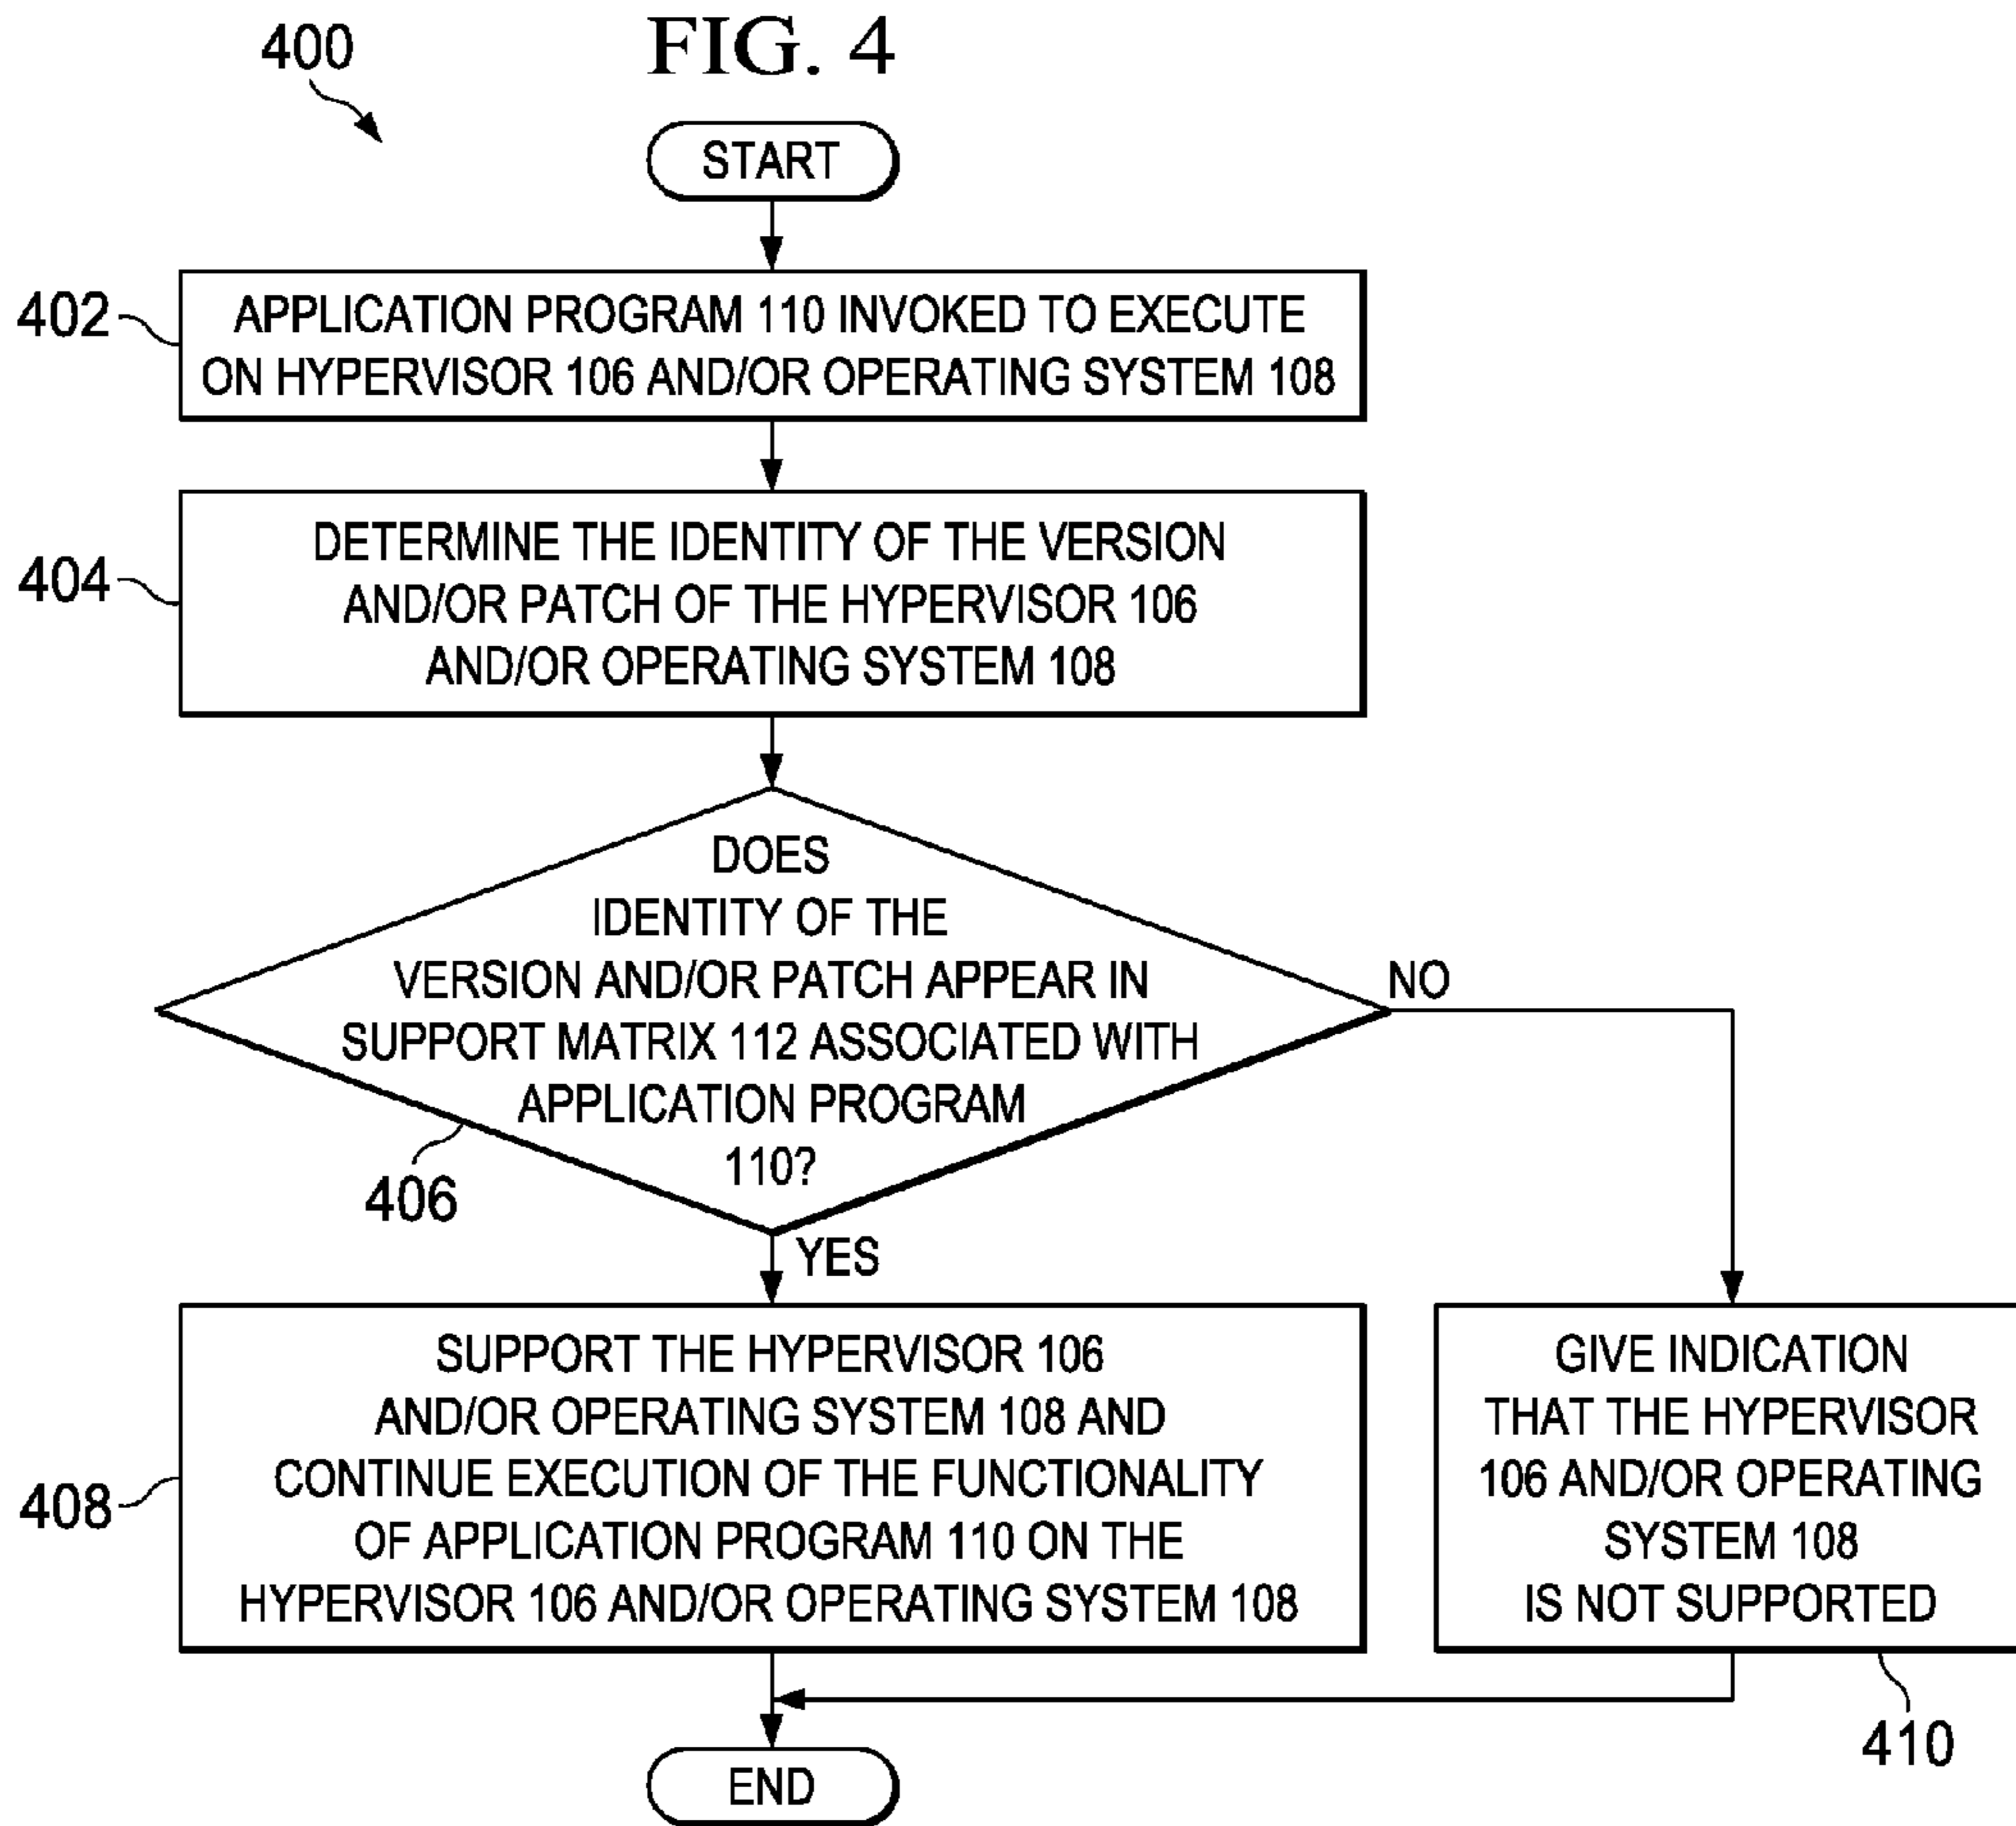 FIG. 4
400
START
402
APPLICATION PROGRAM 110 INVOKED TO EXECUTE
ON HYPERVISOR 106 AND/OR OPERATING SYSTEM 108
404
DETERMINE THE IDENTITY OF THE VERSION
AND/OR PATCH OF THE HYPERVISOR 106
AND/OR OPERATING SYSTEM 108
DOES
IDENTITY OF THE
VERSION AND/OR PATCH APPEAR IN
SUPPORT MATRIX 112 ASSOCIATED WITH
APPLICATION PROGRAM
110?
406
NO
YES
408
SUPPORT THE HYPERVISOR 106
AND/OR OPERATING SYSTEM 108 AND
CONTINUE EXECUTION OF THE FUNCTIONALITY
OF APPLICATION PROGRAM 110 ON THE
HYPERVISOR 106 AND/OR OPERATING SYSTEM 108
GIVE INDICATION
THAT THE HYPERVISOR
106 AND/OR OPERATING
SYSTEM 108
IS NOT SUPPORTED
410
END